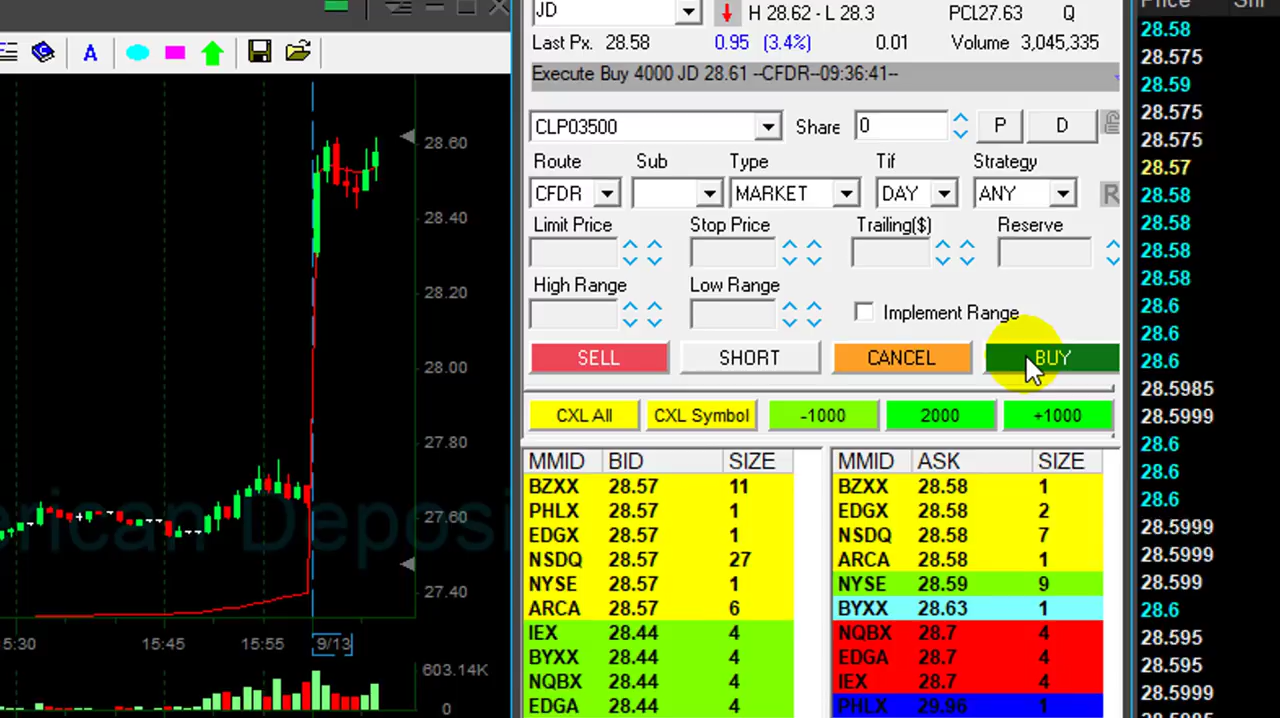 JD H 28.62 - L 28.3 PCL27.63 Q
Last Px. 28.58 0.95 (3.4%) 0.01 Volume 3,045,335
Execute Buy 4000 JD 28.61 --CFDR--09:36:41--
CLP03500 Share 0 P D
Route Sub Type Tif Strategy
CFDR MARKET DAY ANY R
Limit Price Stop Price Trailing($) Reserve
High Range Low Range
Implement Range
SELL SHORT CANCEL BUY
CXL All CXL Symbol -1000 2000 +1000
MMID BID SIZE MMID ASK SIZE
BZXX 28.57 11 BZXX 28.58 1
PHLX 28.57 1 EDGX 28.58 2
EDGX 28.57 1 NSDQ 28.58 7
NSDQ 28.57 27 ARCA 28.58 1
NYSE 28.57 1 NYSE 28.59 9
ARCA 28.57 6 BYXX 28.63 1
IEX 28.44 4 NQBX 28.7 4
BYXX 28.44 4 EDGA 28.7 4
NQBX 28.44 4 IEX 28.7 4
EDGA 28.44 4 PHLX 29.96 1
A
28.60
28.40
28.20
28.00
27.80
27.60
27.40
erican Deposi
5:30 15:45 15:55 9/13
603.14K
0
Price
28.58
28.575
28.59
28.575
28.575
28.57
28.58
28.58
28.58
28.58
28.6
28.6
28.6
28.5985
28.5999
28.6
28.6
28.6
28.5999
28.5999
28.599
28.6
28.595
28.595
28.5999
28.5985